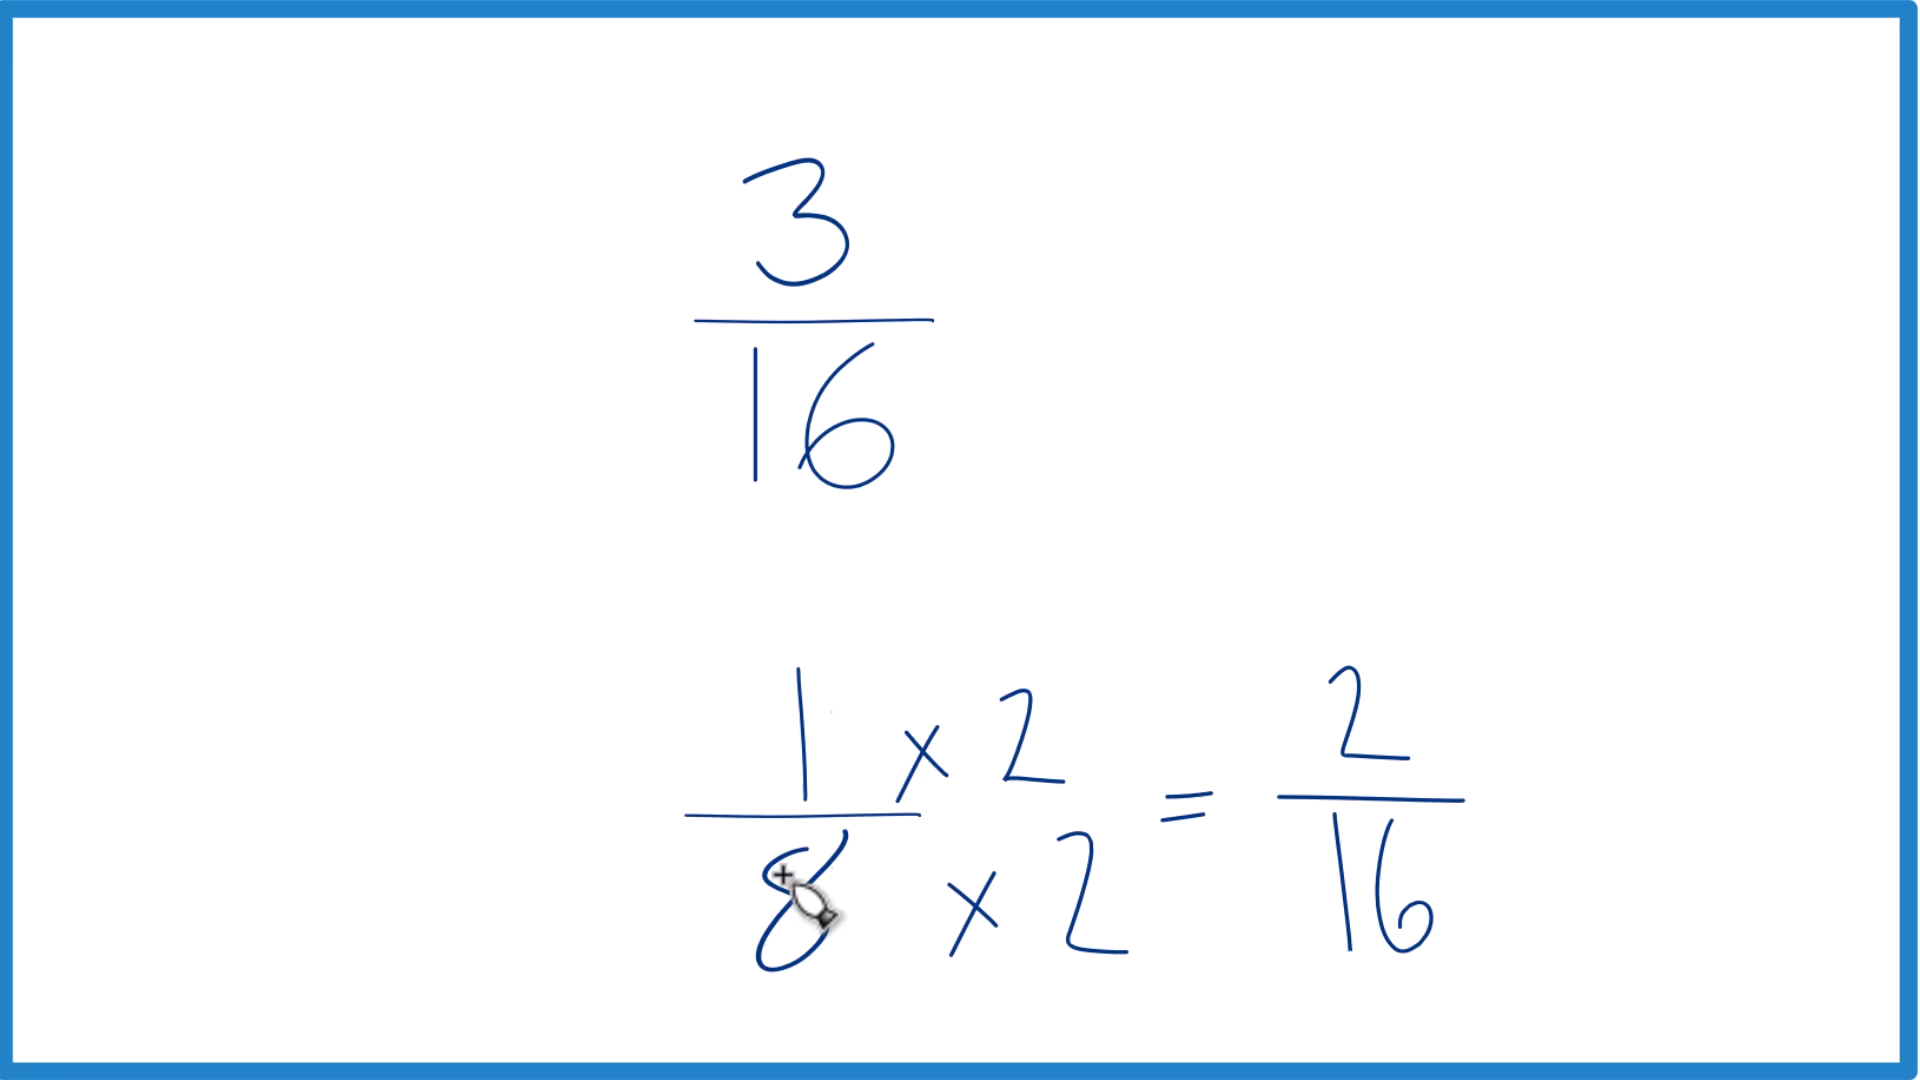 3
16
1 × 2 = 2
8 × 2 16